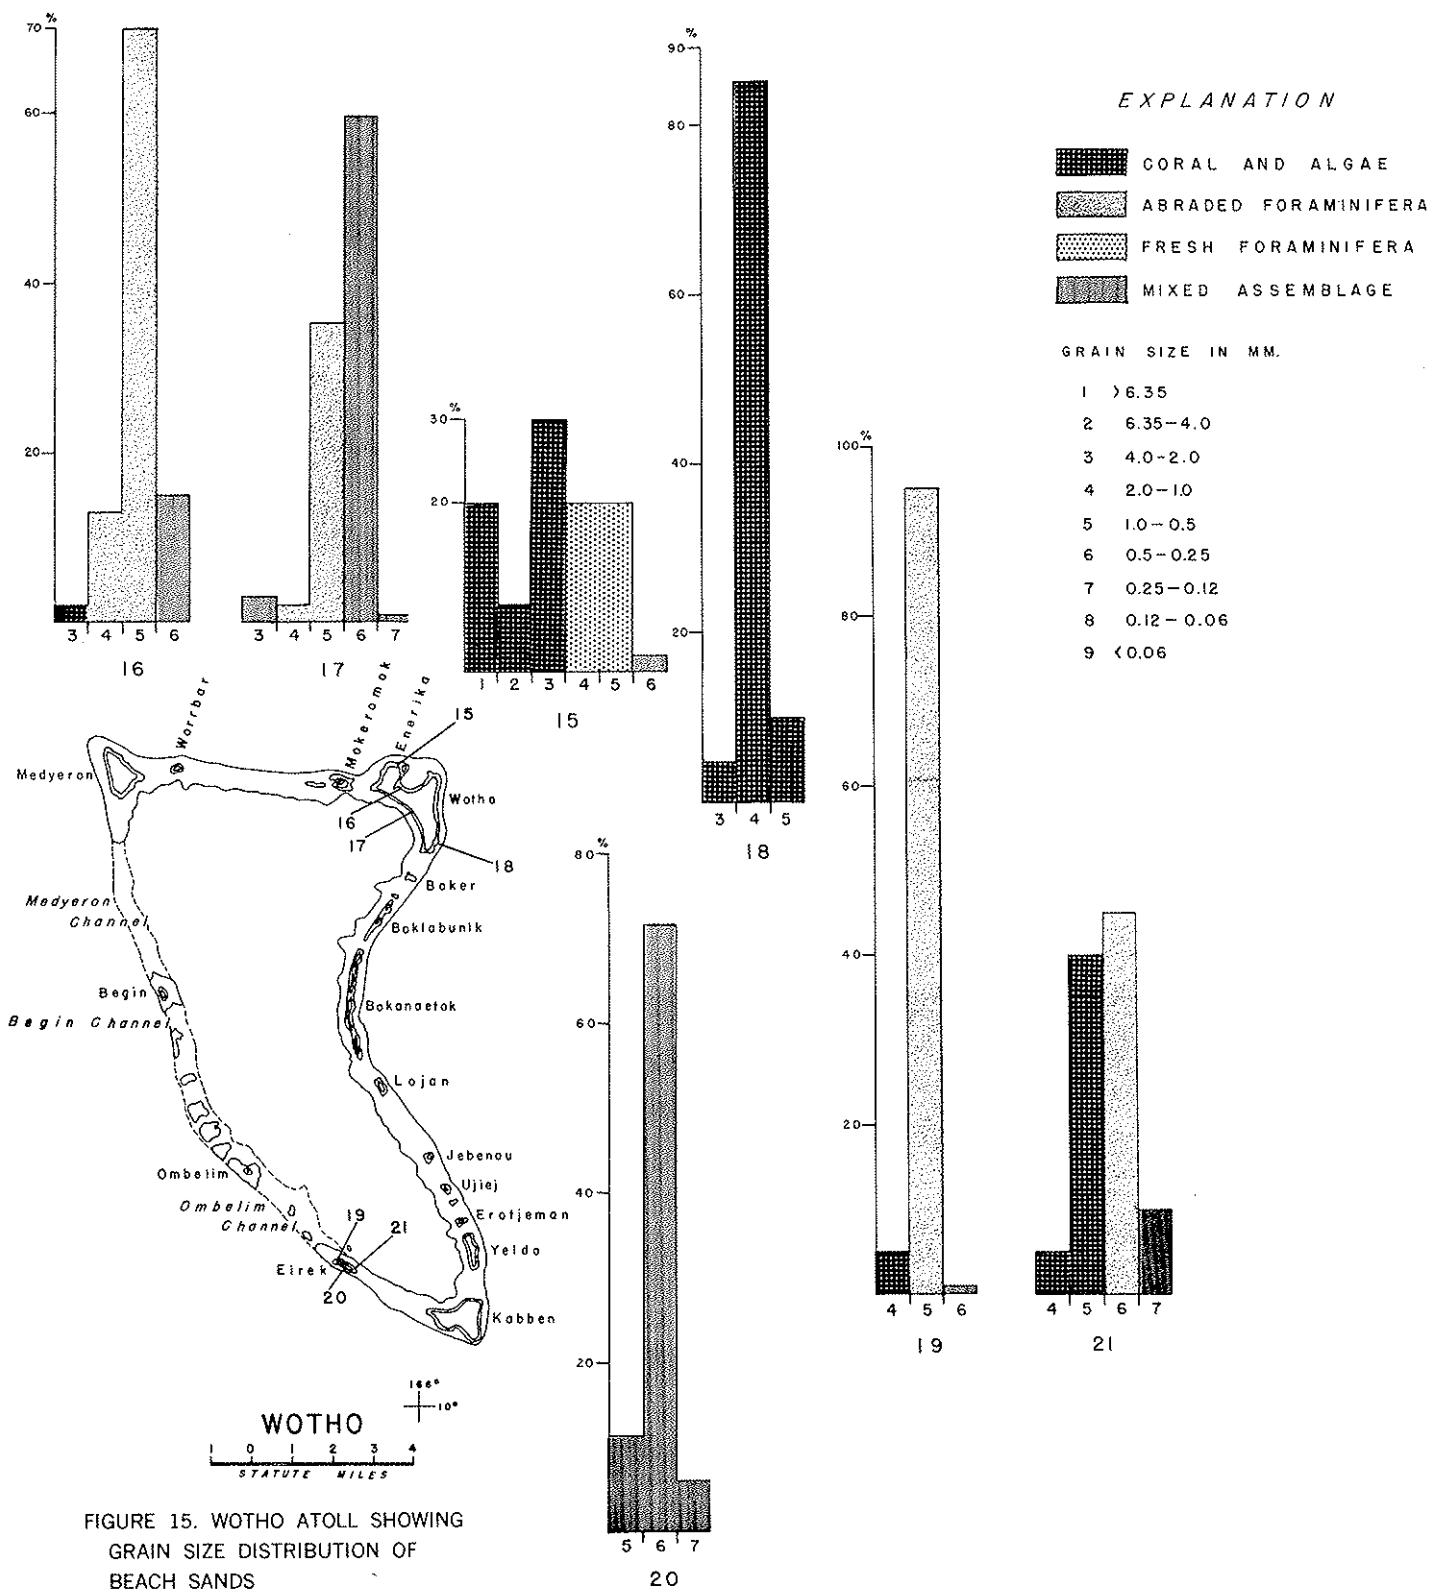 %
70
60
40
20
3 4 5 6
16
3 4 5 6 7
17
%
30
20
1 2 3 4 5 6
15
%
90
80
60
40
20
3 4 5
18
EXPLANATION
CORAL AND ALGAE
ABRADED FORAMINIFERA
FRESH FORAMINIFERA
MIXED ASSEMBLAGE
GRAIN SIZE IN MM.
1 >6.35
2 6.35-4.0
3 4.0-2.0
4 2.0-1.0
5 1.0-0.5
6 0.5-0.25
7 0.25-0.12
8 0.12-0.06
9 <0.06
100 %
80
60
40
20
4 5 6
19
4 5 6 7
21
%
80
60
40
20
5 6 7
20
Worrbar
Mokeromok
Enerika
15
Medyeron
Wotho
16
17
18
Baker
Medyeron
Channel
Boklabunik
Begin
Begin Channel
Bokanaetok
Lojan
Jebenau
Ombelim
Ujiej
Ombelim
Channel
19
21
Erotjeman
Yeldo
Eirek
20
Kabben
166°
10°
WOTHO
1 0 1 2 3 4
STATUTE MILES
FIGURE 15. WOTHO ATOLL SHOWING
GRAIN SIZE DISTRIBUTION OF
BEACH SANDS